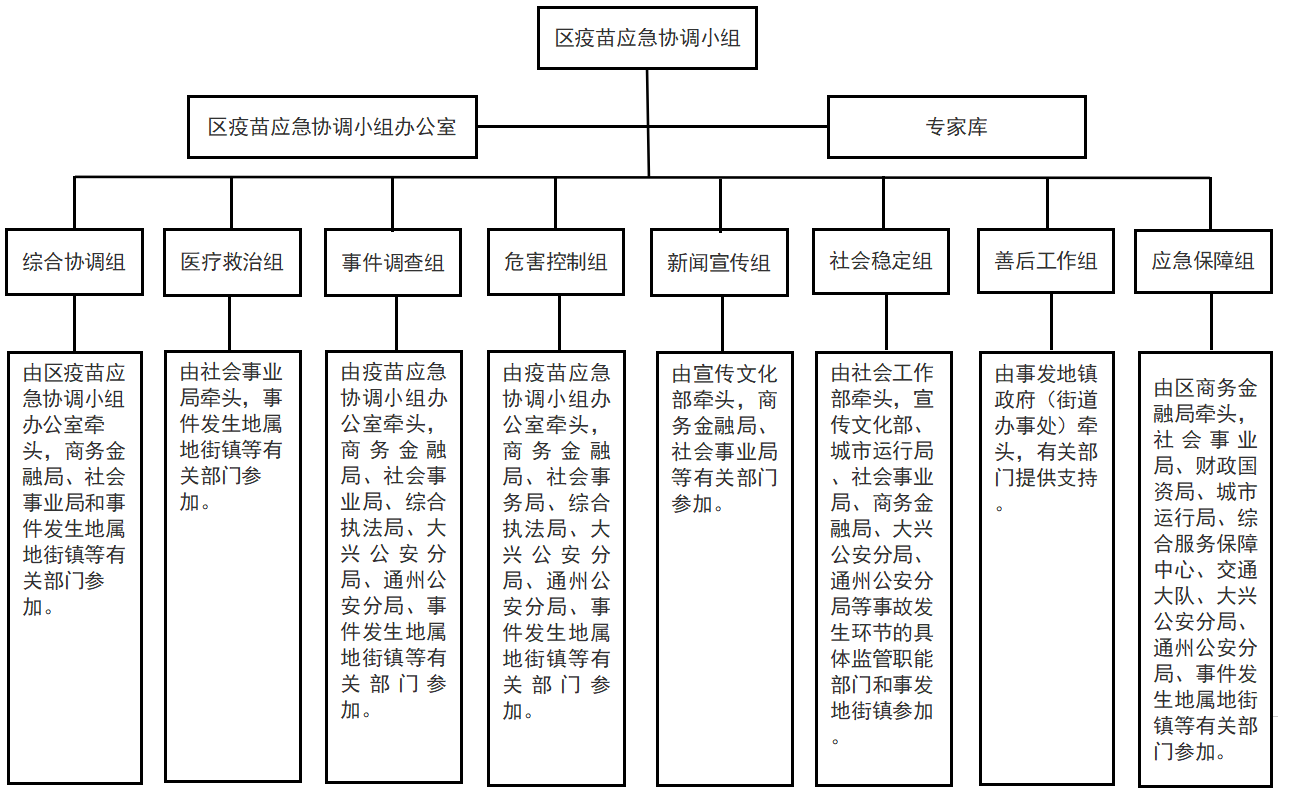 区疫苗应急协调小组
区疫苗应急协调小组办公室
专家库
综合协调组
医疗救治组
事件调查组
危害控制组
新闻宣传组
社会稳定组
善后工作组
应急保障组
由区疫苗应
急协调小组
办公室牵
头，商务金
融局、社会
事业局和事
件发生地属
地街镇等有
关部门参
加。
由社会事业
局牵头，事
件发生地属
地街镇等有
关部门参
加。
由疫苗应急
协调小组办
公室牵头，
商务金融
局、社会事
业局、综合
执法局、大
兴公安分
局、通州公
安分局、事
件发生地属
地街镇等有
关部门参
加。
由疫苗应急
协调小组办
公室牵头，
商务金融
局、社会事
务局、综合
执法局、大
兴公安分
局、通州公
安分局、事
件发生地属
地街镇等有
关部门参
加。
由宣传文化
部牵头，商
务金融局、
社会事业局
等有关部门
参加。
由社会工作
部牵头，宣
传文化部、
城市运行局
、社会事业
局、商务金
融局、大兴
公安分局、
通州公安分
局等事故发
生环节的具
体监管职能
部门和事发
地街镇参加
。
由事发地镇
政府（街道
办事处）牵
头，有关部
门提供支持
。
由区商务金
融局牵头，
社会事业
局、财政国
资局、城市
运行局、综
合服务保障
中心、交通
大队、大兴
公安分局、
通州公安分
局、事件发
生地属地街
镇等有关部
门参加。